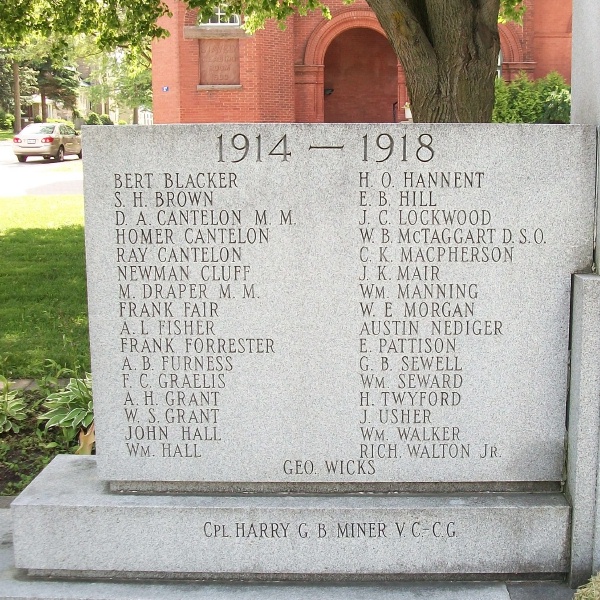 1914 — 1918
BERT BLACKER
S. H. BROWN
D. A. CANTELON M. M.
HOMER CANTELON
RAY CANTELON
NEWMAN CLUFF
M. DRAPER M. M.
FRANK FAIR
A. L FISHER
FRANK FORRESTER
A. B. FURNESS
F. C. GRAELIS
A. H. GRANT
W. S. GRANT
JOHN HALL
WM. HALL
H. O. HANNENT
E. B. HILL
J. C. LOCKWOOD
W. B. MCTAGGART D. S. O.
C. K. MACPHERSON
J. K. MAIR
WM. MANNING
W. E MORGAN
AUSTIN NEDIGER
E. PATTISON
G. B. SEWELL
WM. SEWARD
H. TWYFORD
J. USHER
WM. WALKER
RICH. WALTON JR.
GEO. WICKS
CPL. HARRY G. B. MINER V. C.-C. G.